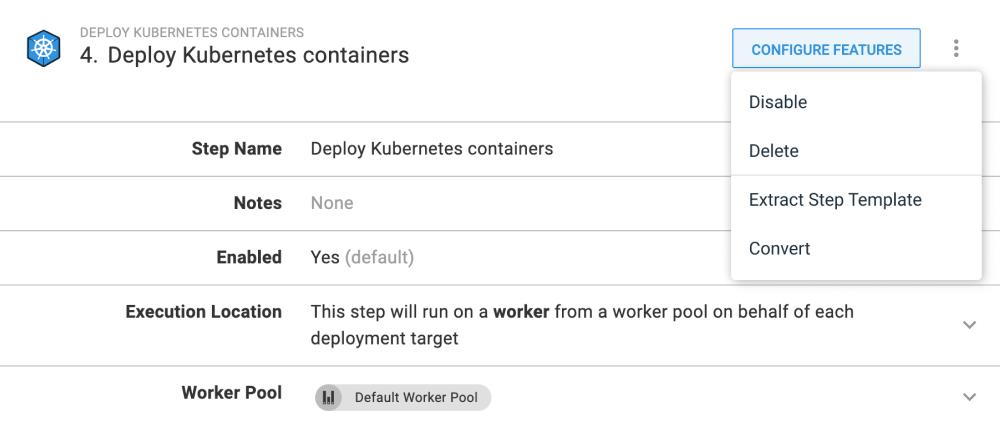 DEPLOY KUBERNETES CONTAINERS
4. Deploy Kubernetes containers
CONFIGURE FEATURES
Disable
Delete
Extract Step Template
Convert
Step Name
Deploy Kubernetes containers
Notes
None
Enabled
Yes (default)
Execution Location
This step will run on a worker from a worker pool on behalf of each
deployment target
Worker Pool
Default Worker Pool